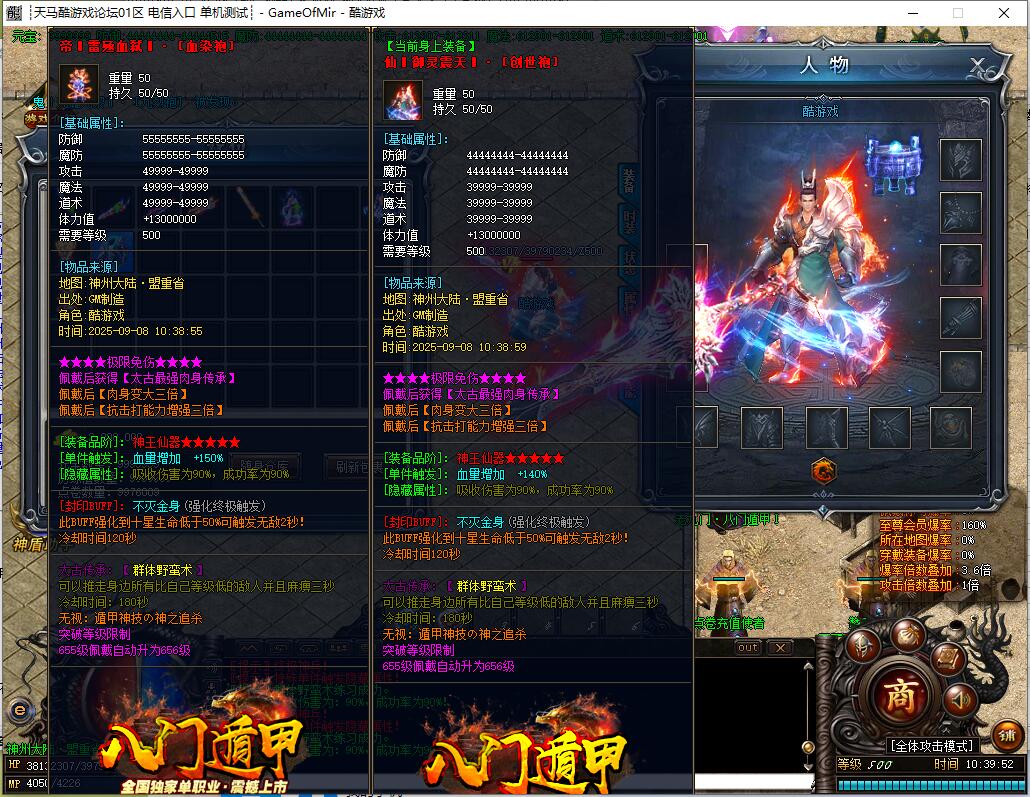 天马酷游戏论坛01区 电信入口 单机测试 - GameOfMir - 酷游戏
帝‖雷殛血狱‖·〖血染袍〗
重量 50
持久 50/50
[基础属性]:
防御 55555555-55555555
魔防 55555555-55555555
攻击 49999-49999
魔法 49999-49999
道术 49999-49999
体力值 +13000000
需要等级 500
[物品来源]
地图:神州大陆·盟重省
出处:GM制造
角色:酷游戏
时间:2025-09-08 10:38:55
★★★★极限免伤★★★★
佩戴后获得【太古最强肉身传承】
佩戴后【肉身变大三倍】
佩戴后【抗击打能力增强三倍】
[装备品阶]: 神王仙器★★★★★
[单件触发]: 血量增加 +150%
[隐藏属性]: 吸收伤害为90%，成功率为90%
[封印BUFF]: 不灭金身(强化终极触发)
此BUFF强化到十星生命低于50%可触发无敌2秒!
冷却时间120秒
太古传承: 【 群体野蛮术 】
可以推走身边所有比自己等级低的敌人并且麻痹三秒
冷却时间: 180秒
无视: 遁甲神技の神之追杀
突破等级限制
655级佩戴自动升为656级
八门遁甲
全国独家单职业·震撼上市
【当前身上装备】
仙‖御灵震天‖·〖创世袍〗
重量 50
持久 50/50
[基础属性]:
防御 44444444-44444444
魔防 44444444-44444444
攻击 39999-39999
魔法 39999-39999
道术 39999-39999
体力值 +13000000
需要等级 500
[物品来源]
地图:神州大陆·盟重省
出处:GM制造
角色:酷游戏
时间:2025-09-08 10:38:59
★★★★极限免伤★★★★
佩戴后获得【太古最强肉身传承】
佩戴后【肉身变大三倍】
佩戴后【抗击打能力增强三倍】
[装备品阶]: 神王仙器★★★★★
[单件触发]: 血量增加 +140%
[隐藏属性]: 吸收伤害为90%，成功率为90%
[封印BUFF]: 不灭金身(强化终极触发)
此BUFF强化到十星生命低于50%可触发无敌2秒!
冷却时间120秒
太古传承: 【 群体野蛮术 】
可以推走身边所有比自己等级低的敌人并且麻痹三秒
冷却时间: 180秒
无视: 遁甲神技の神之追杀
突破等级限制
655级佩戴自动升为656级
八门遁甲
人物
酷游戏
至尊会员爆率:160%
所在地图爆率:0%
穿戴装备爆率:0%
爆率倍数叠加:3.6倍
攻击倍数叠加:1倍
点卷充值使者
out
商
铺
[全体攻击模式]
等级 500 时间 10:39:52